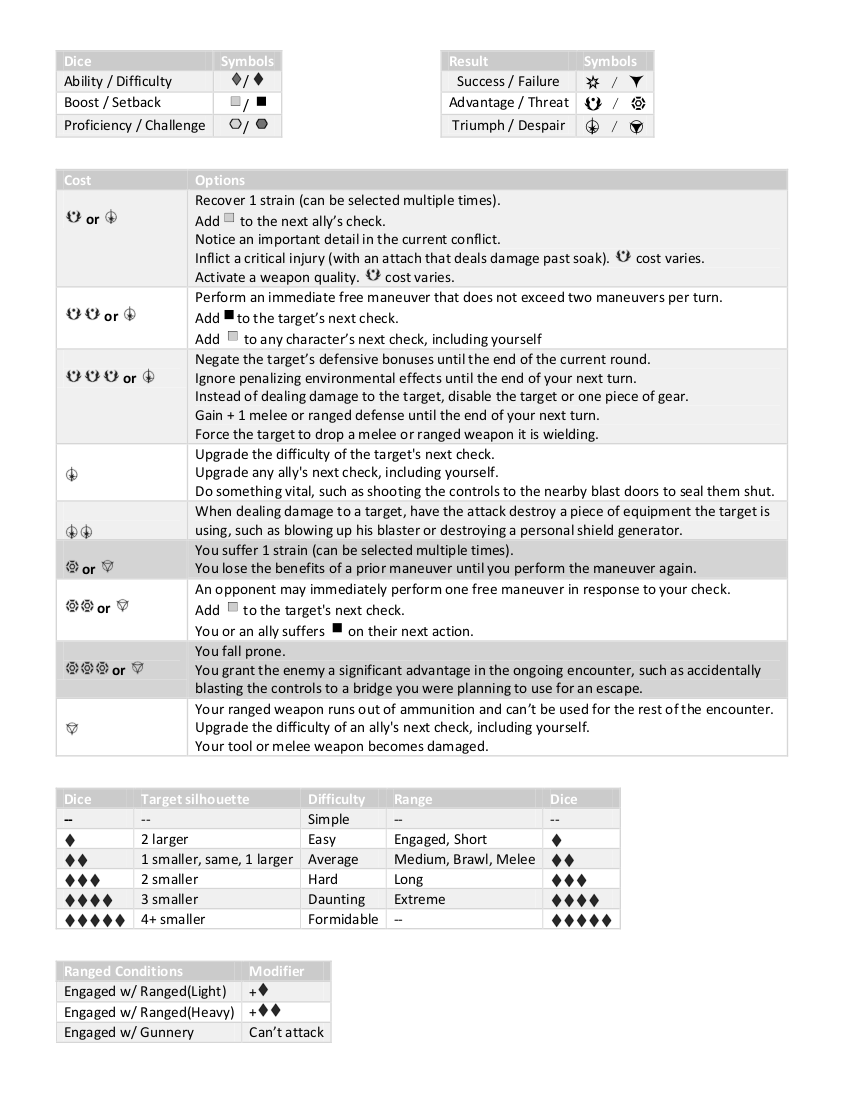 Dice Symbols
Ability / Difficulty ♦/♦
Boost / Setback ■/■
Proficiency / Challenge ⬡/⬢
Result Symbols
Success / Failure /
Advantage / Threat /
Triumph / Despair /
Cost Options
or
Recover 1 strain (can be selected multiple times).
Add □ to the next ally's check.
Notice an important detail in the current conflict.
Inflict a critical injury (with an attach that deals damage past soak). cost varies.
Activate a weapon quality. cost varies.
or
Perform an immediate free maneuver that does not exceed two maneuvers per turn.
Add ■ to the target's next check.
Add □ to any character's next check, including yourself
or
Negate the target's defensive bonuses until the end of the current round.
Ignore penalizing environmental effects until the end of your next turn.
Instead of dealing damage to the target, disable the target or one piece of gear.
Gain + 1 melee or ranged defense until the end of your next turn.
Force the target to drop a melee or ranged weapon it is wielding.
Upgrade the difficulty of the target's next check.
Upgrade any ally's next check, including yourself.
Do something vital, such as shooting the controls to the nearby blast doors to seal them shut.
When dealing damage to a target, have the attack destroy a piece of equipment the target is
using, such as blowing up his blaster or destroying a personal shield generator.
or
You suffer 1 strain (can be selected multiple times).
You lose the benefits of a prior maneuver until you perform the maneuver again.
or
An opponent may immediately perform one free maneuver in response to your check.
Add □ to the target's next check.
You or an ally suffers ■ on their next action.
or
You fall prone.
You grant the enemy a significant advantage in the ongoing encounter, such as accidentally
blasting the controls to a bridge you were planning to use for an escape.
Your ranged weapon runs out of ammunition and can't be used for the rest of the encounter.
Upgrade the difficulty of an ally's next check, including yourself.
Your tool or melee weapon becomes damaged.
Dice Target silhouette Difficulty Range Dice
-- -- Simple -- --
♦ 2 larger Easy Engaged, Short ♦
♦♦ 1 smaller, same, 1 larger Average Medium, Brawl, Melee ♦♦
♦♦♦ 2 smaller Hard Long ♦♦♦
♦♦♦♦ 3 smaller Daunting Extreme ♦♦♦♦
♦♦♦♦♦ 4+ smaller Formidable -- ♦♦♦♦♦
Ranged Conditions Modifier
Engaged w/ Ranged(Light) +♦
Engaged w/ Ranged(Heavy) +♦♦
Engaged w/ Gunnery Can't attack